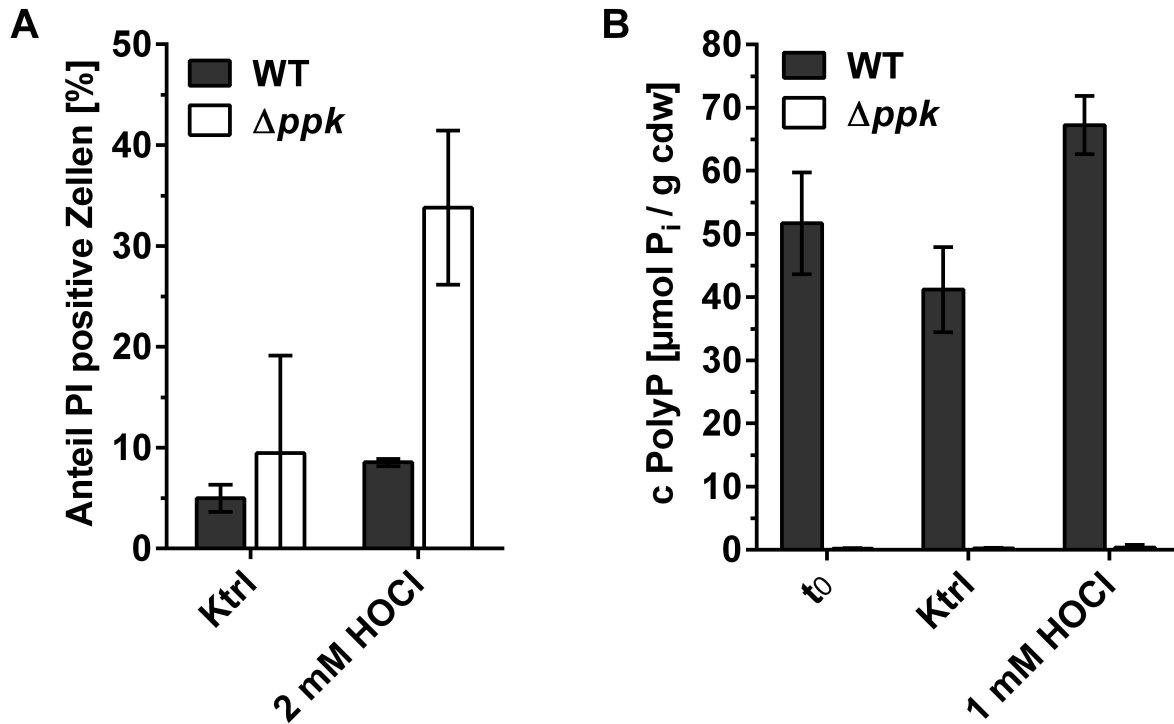 A
Anteil PI positive Zellen [%]
50
40
30
20
10
0
WT
Δppk
Ktrl
2 mM HOCl
B
c PolyP [µmol Pi / g cdw]
80
70
60
50
40
30
20
10
0
WT
Δppk
t0
Ktrl
1 mM HOCl